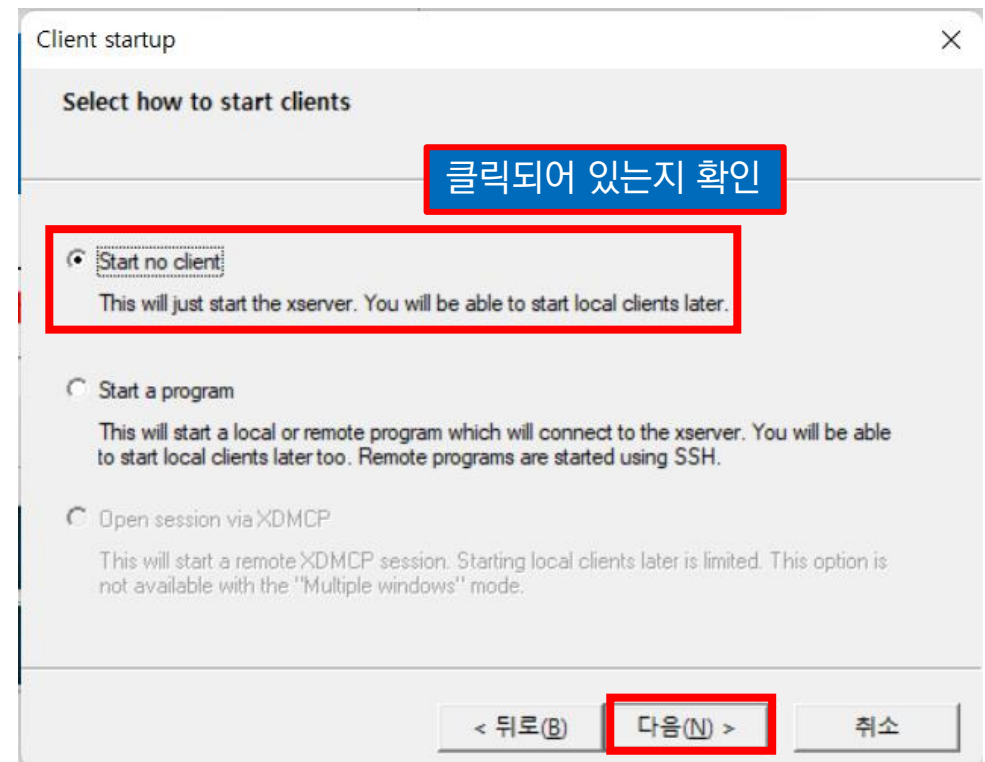 Client startup
Select how to start clients
클릭되어 있는지 확인
Start no client
This will just start the xserver. You will be able to start local clients later.
Start a program
This will start a local or remote program which will connect to the xserver. You will be able
to start local clients later too. Remote programs are started using SSH.
Open session via XDMCP
This will start a remote XDMCP session. Starting local clients later is limited. This option is
not available with the "Multiple windows" mode.
< 뒤로(B) 다음(N) > 취소